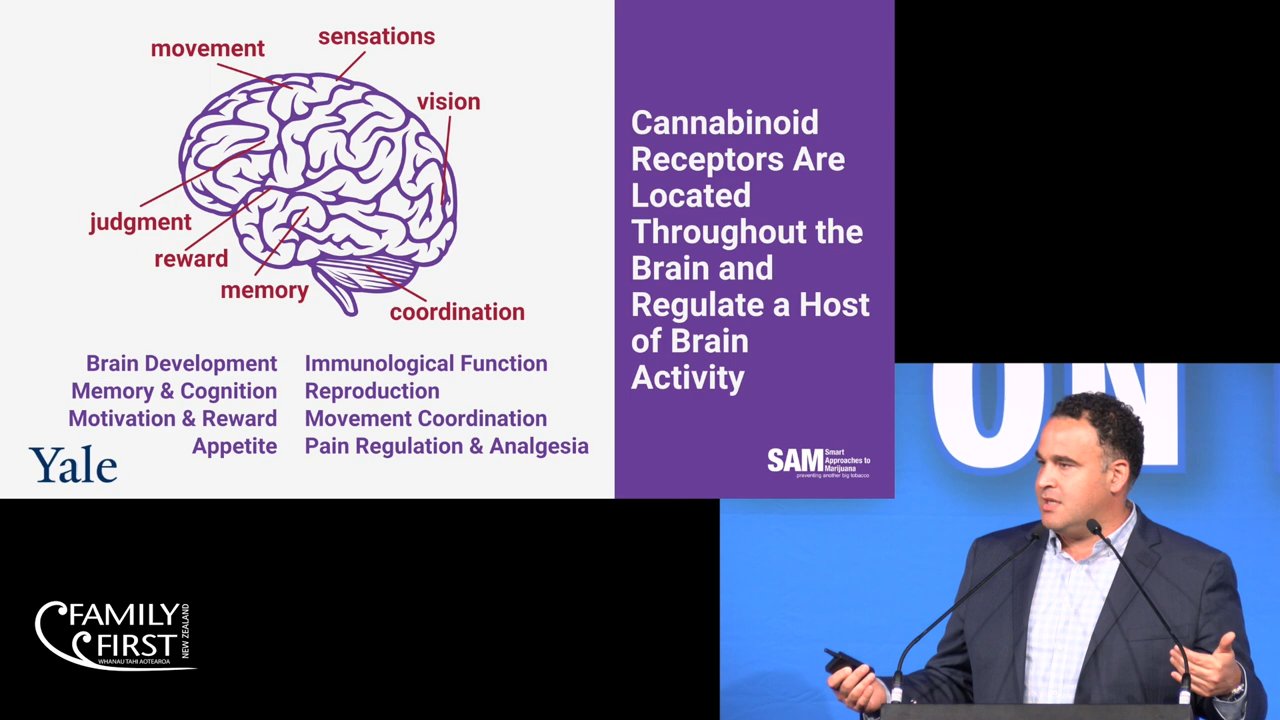 movement
sensations
vision
judgment
reward
memory
coordination
Brain Development
Memory & Cognition
Motivation & Reward
Appetite
Immunological Function
Reproduction
Movement Coordination
Pain Regulation & Analgesia
Yale
Cannabinoid
Receptors Are
Located
Throughout the
Brain and
Regulate a Host
of Brain
Activity
SAM
Smart
Approaches to
Marijuana
preventing another big tobacco
ON
FAMILY
FIRST
NEW ZEALAND
WHANAU TAHI AOTEAROA